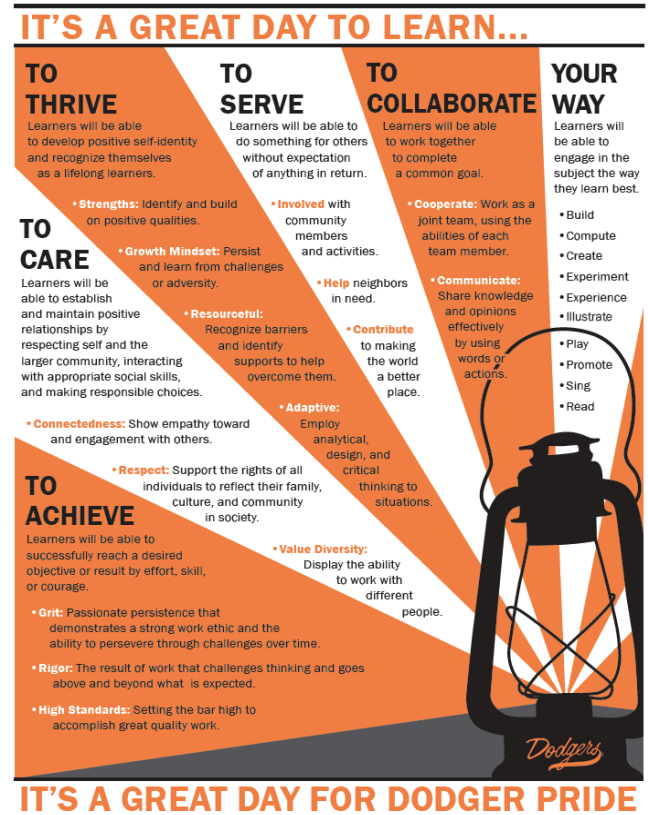 IT'S A GREAT DAY TO LEARN...
TO
THRIVE
Learners will be able
to develop positive self-identity
and recognize themselves
as a lifelong learners.
• Strengths: Identify and build
on positive qualities.
• Growth Mindset: Persist
and learn from challenges
or adversity.
• Resourceful:
Recognize barriers
and identify
supports to help
overcome them.
• Adaptive:
Employ
analytical,
design, and
critical
thinking to
situations.
TO
SERVE
Learners will be able to
do something for others
without expectation
of anything in return.
• Involved with
community
members
and activities.
• Help neighbors
in need.
• Contribute
to making
the world
a better
place.
TO
COLLABORATE
Learners will be able
to work together
to complete
a common goal.
• Cooperate: Work as a
joint team, using the
abilities of each
team member.
• Communicate:
Share knowledge
and opinions
effectively
by using
words or
actions.
YOUR
WAY
Learners will
be able to
engage in the
subject the way
they learn best.
• Build
• Compute
• Create
• Experiment
• Experience
• Illustrate
• Play
• Promote
• Sing
• Read
TO
CARE
Learners will be
able to establish
and maintain positive
relationships by
respecting self and the
larger community, interacting
with appropriate social skills,
and making responsible choices.
• Connectedness: Show empathy toward
and engagement with others.
• Respect: Support the rights of all
individuals to reflect their family,
culture, and community
in society.
• Value Diversity:
Display the ability
to work with
different
people.
TO
ACHIEVE
Learners will be able to
successfully reach a desired
objective or result by effort, skill,
or courage.
• Grit: Passionate persistence that
demonstrates a strong work ethic and the
ability to persevere through challenges over time.
• Rigor: The result of work that challenges thinking and goes
above and beyond what is expected.
• High Standards: Setting the bar high to
accomplish great quality work.
Dodgers
IT'S A GREAT DAY FOR DODGER PRIDE